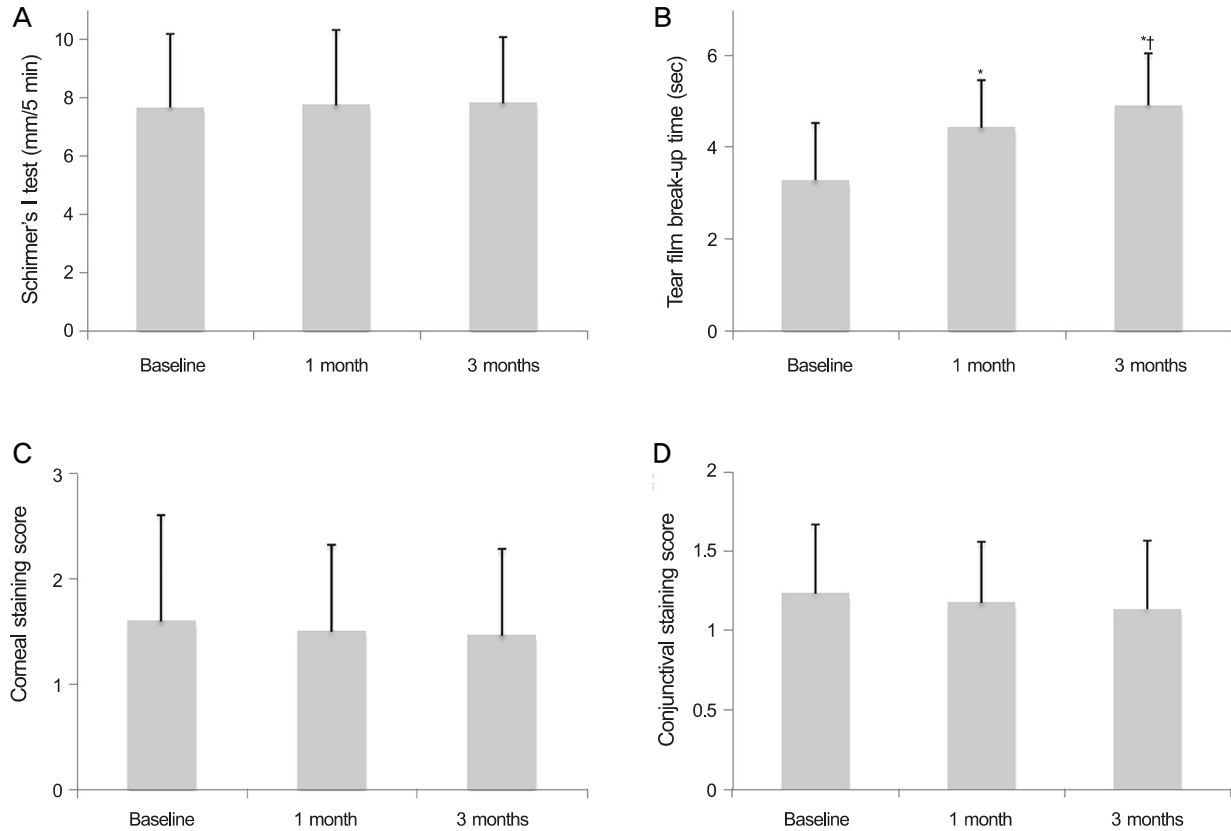 A
Schirmer's I test (mm/5 min)
10
8
6
4
2
0
Baseline 1 month 3 months
B
Tear film break-up time (sec)
6
4
2
0
*
*†
Baseline 1 month 3 months
C
Corneal staining score
3
2
1
0
Baseline 1 month 3 months
D
Conjunctival staining score
2
1.5
1
0.5
0
Baseline 1 month 3 months